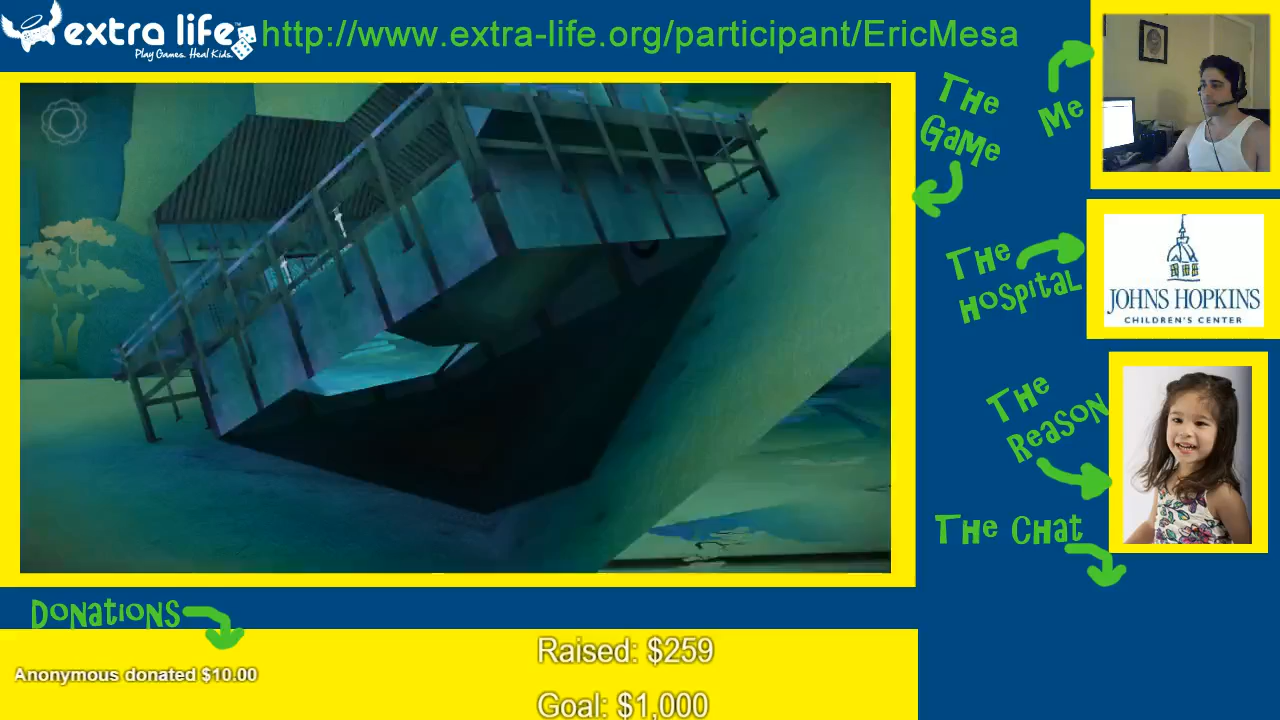 extra life
Play Games. Heal Kids.
http://www.extra-life.org/participant/EricMesa
The Game
Me
The Hospital
JOHNS HOPKINS
CHILDREN'S CENTER
The Reason
The Chat
Donations
Anonymous donated $10.00
Raised: $259
Goal: $1,000